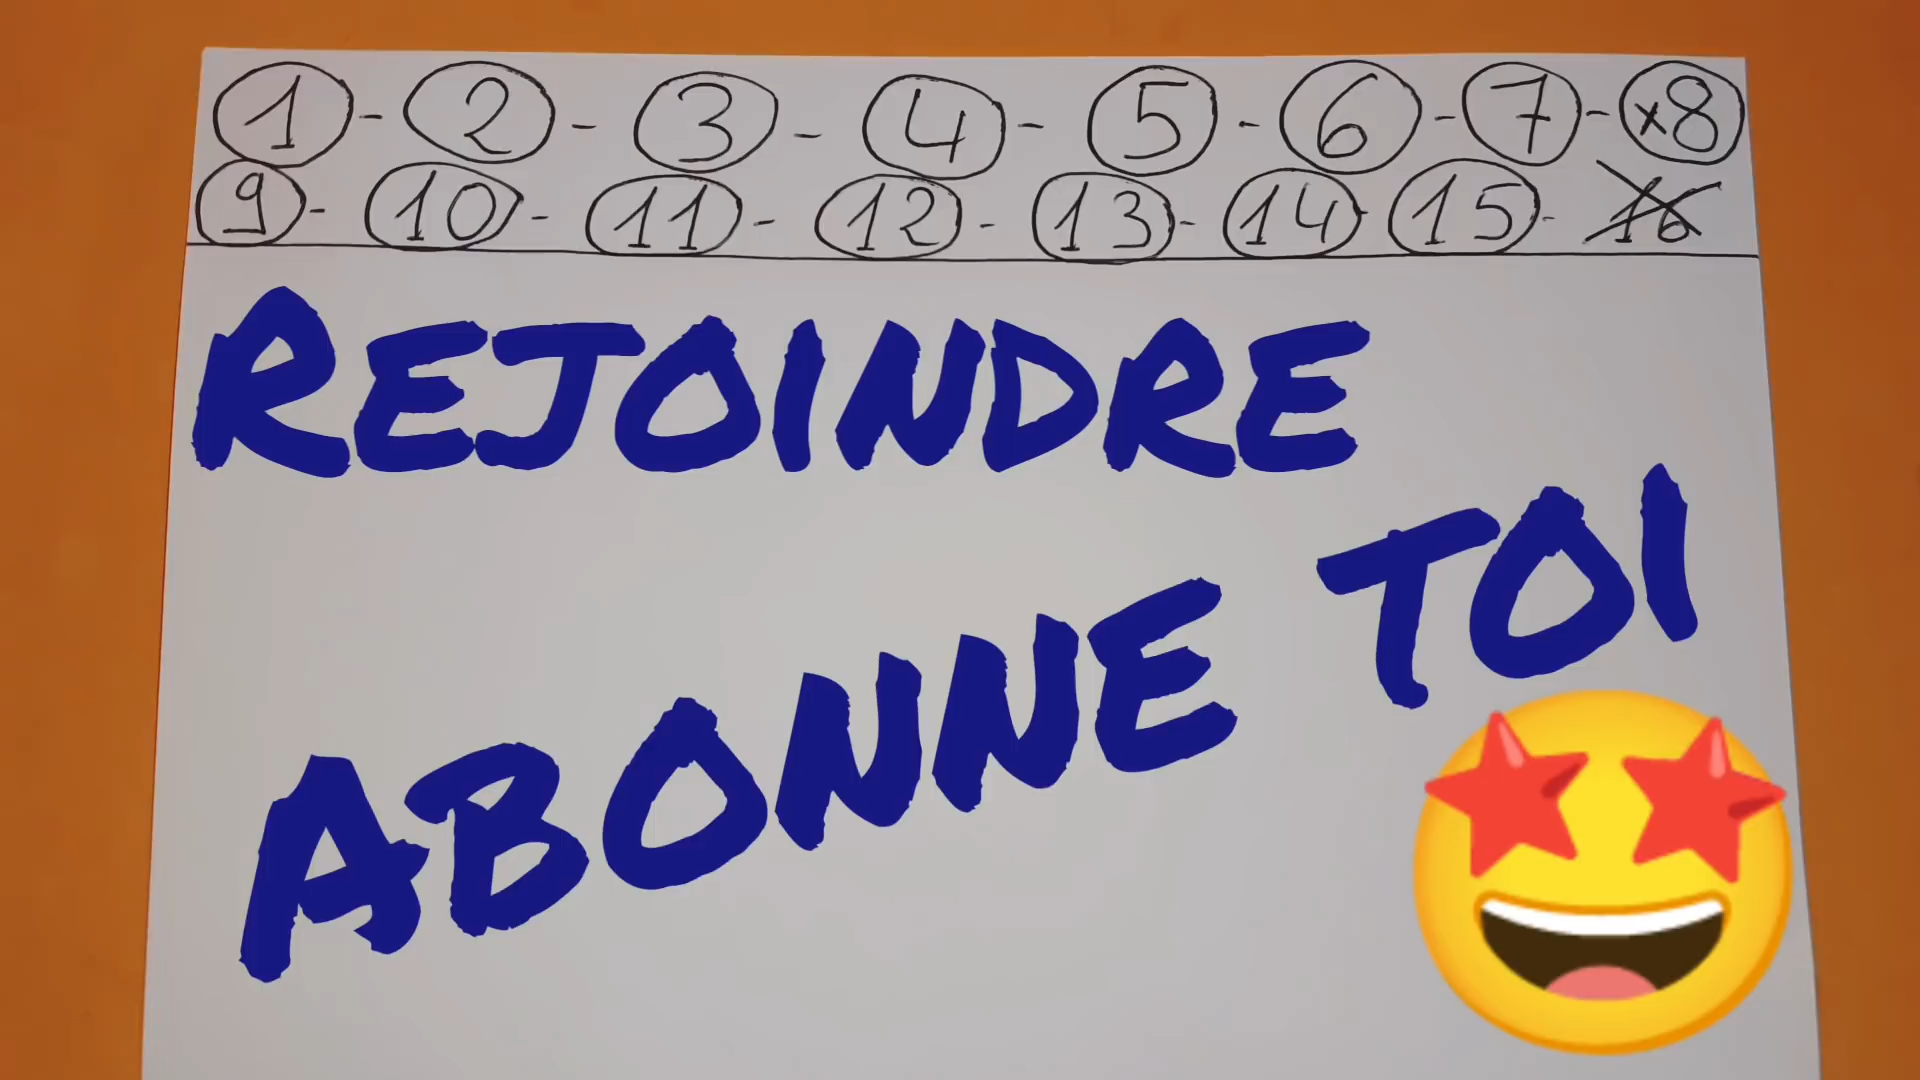 1 - 2 - 3 - 4 - 5 - 6 - 7 - x8
9 - 10 - 11 - 12 - 13 - 14 15 - 16
REJOINDRE
ABONNE TOI